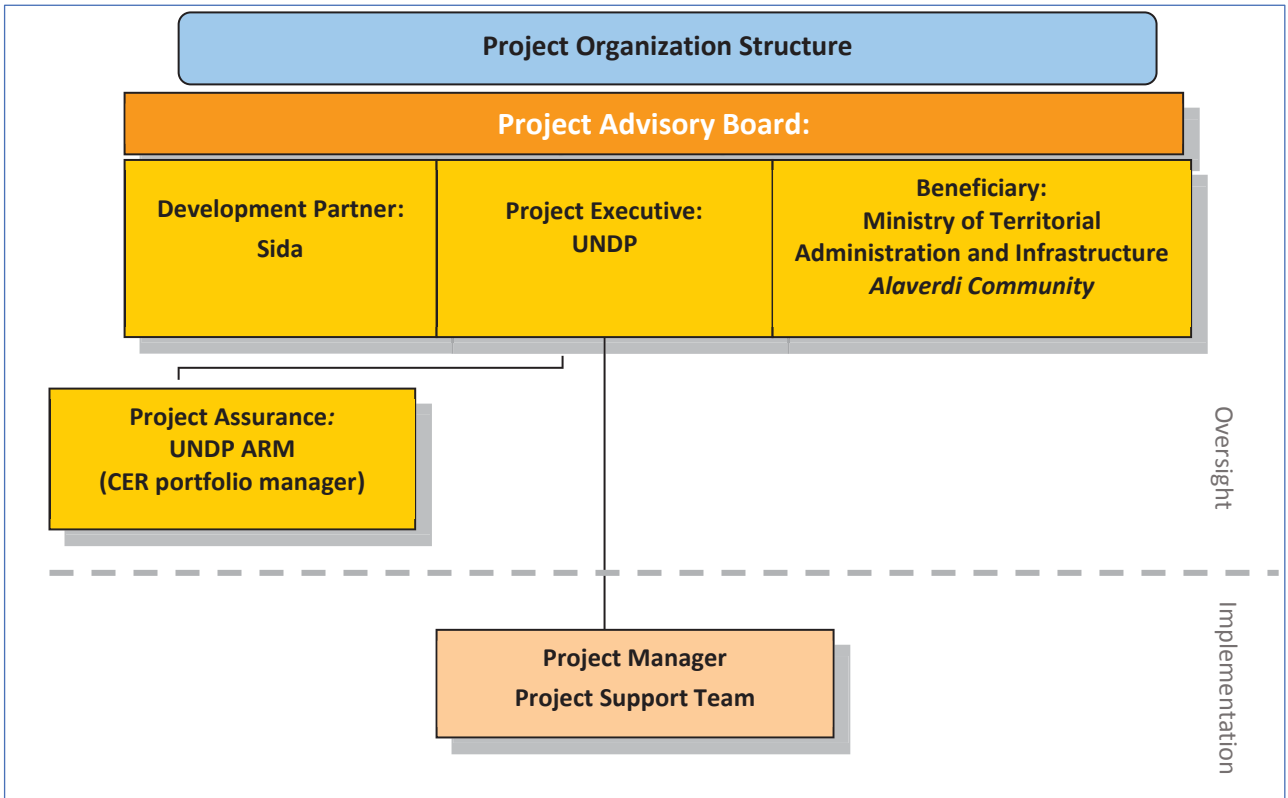 Project Organization Structure
Project Advisory Board:
Development Partner:
Sida
Project Executive:
UNDP
Beneficiary:
Ministry of Territorial
Administration and Infrastructure
Alaverdi Community
Project Assurance:
UNDP ARM
(CER portfolio manager)
Oversight
Project Manager
Project Support Team
Implementation